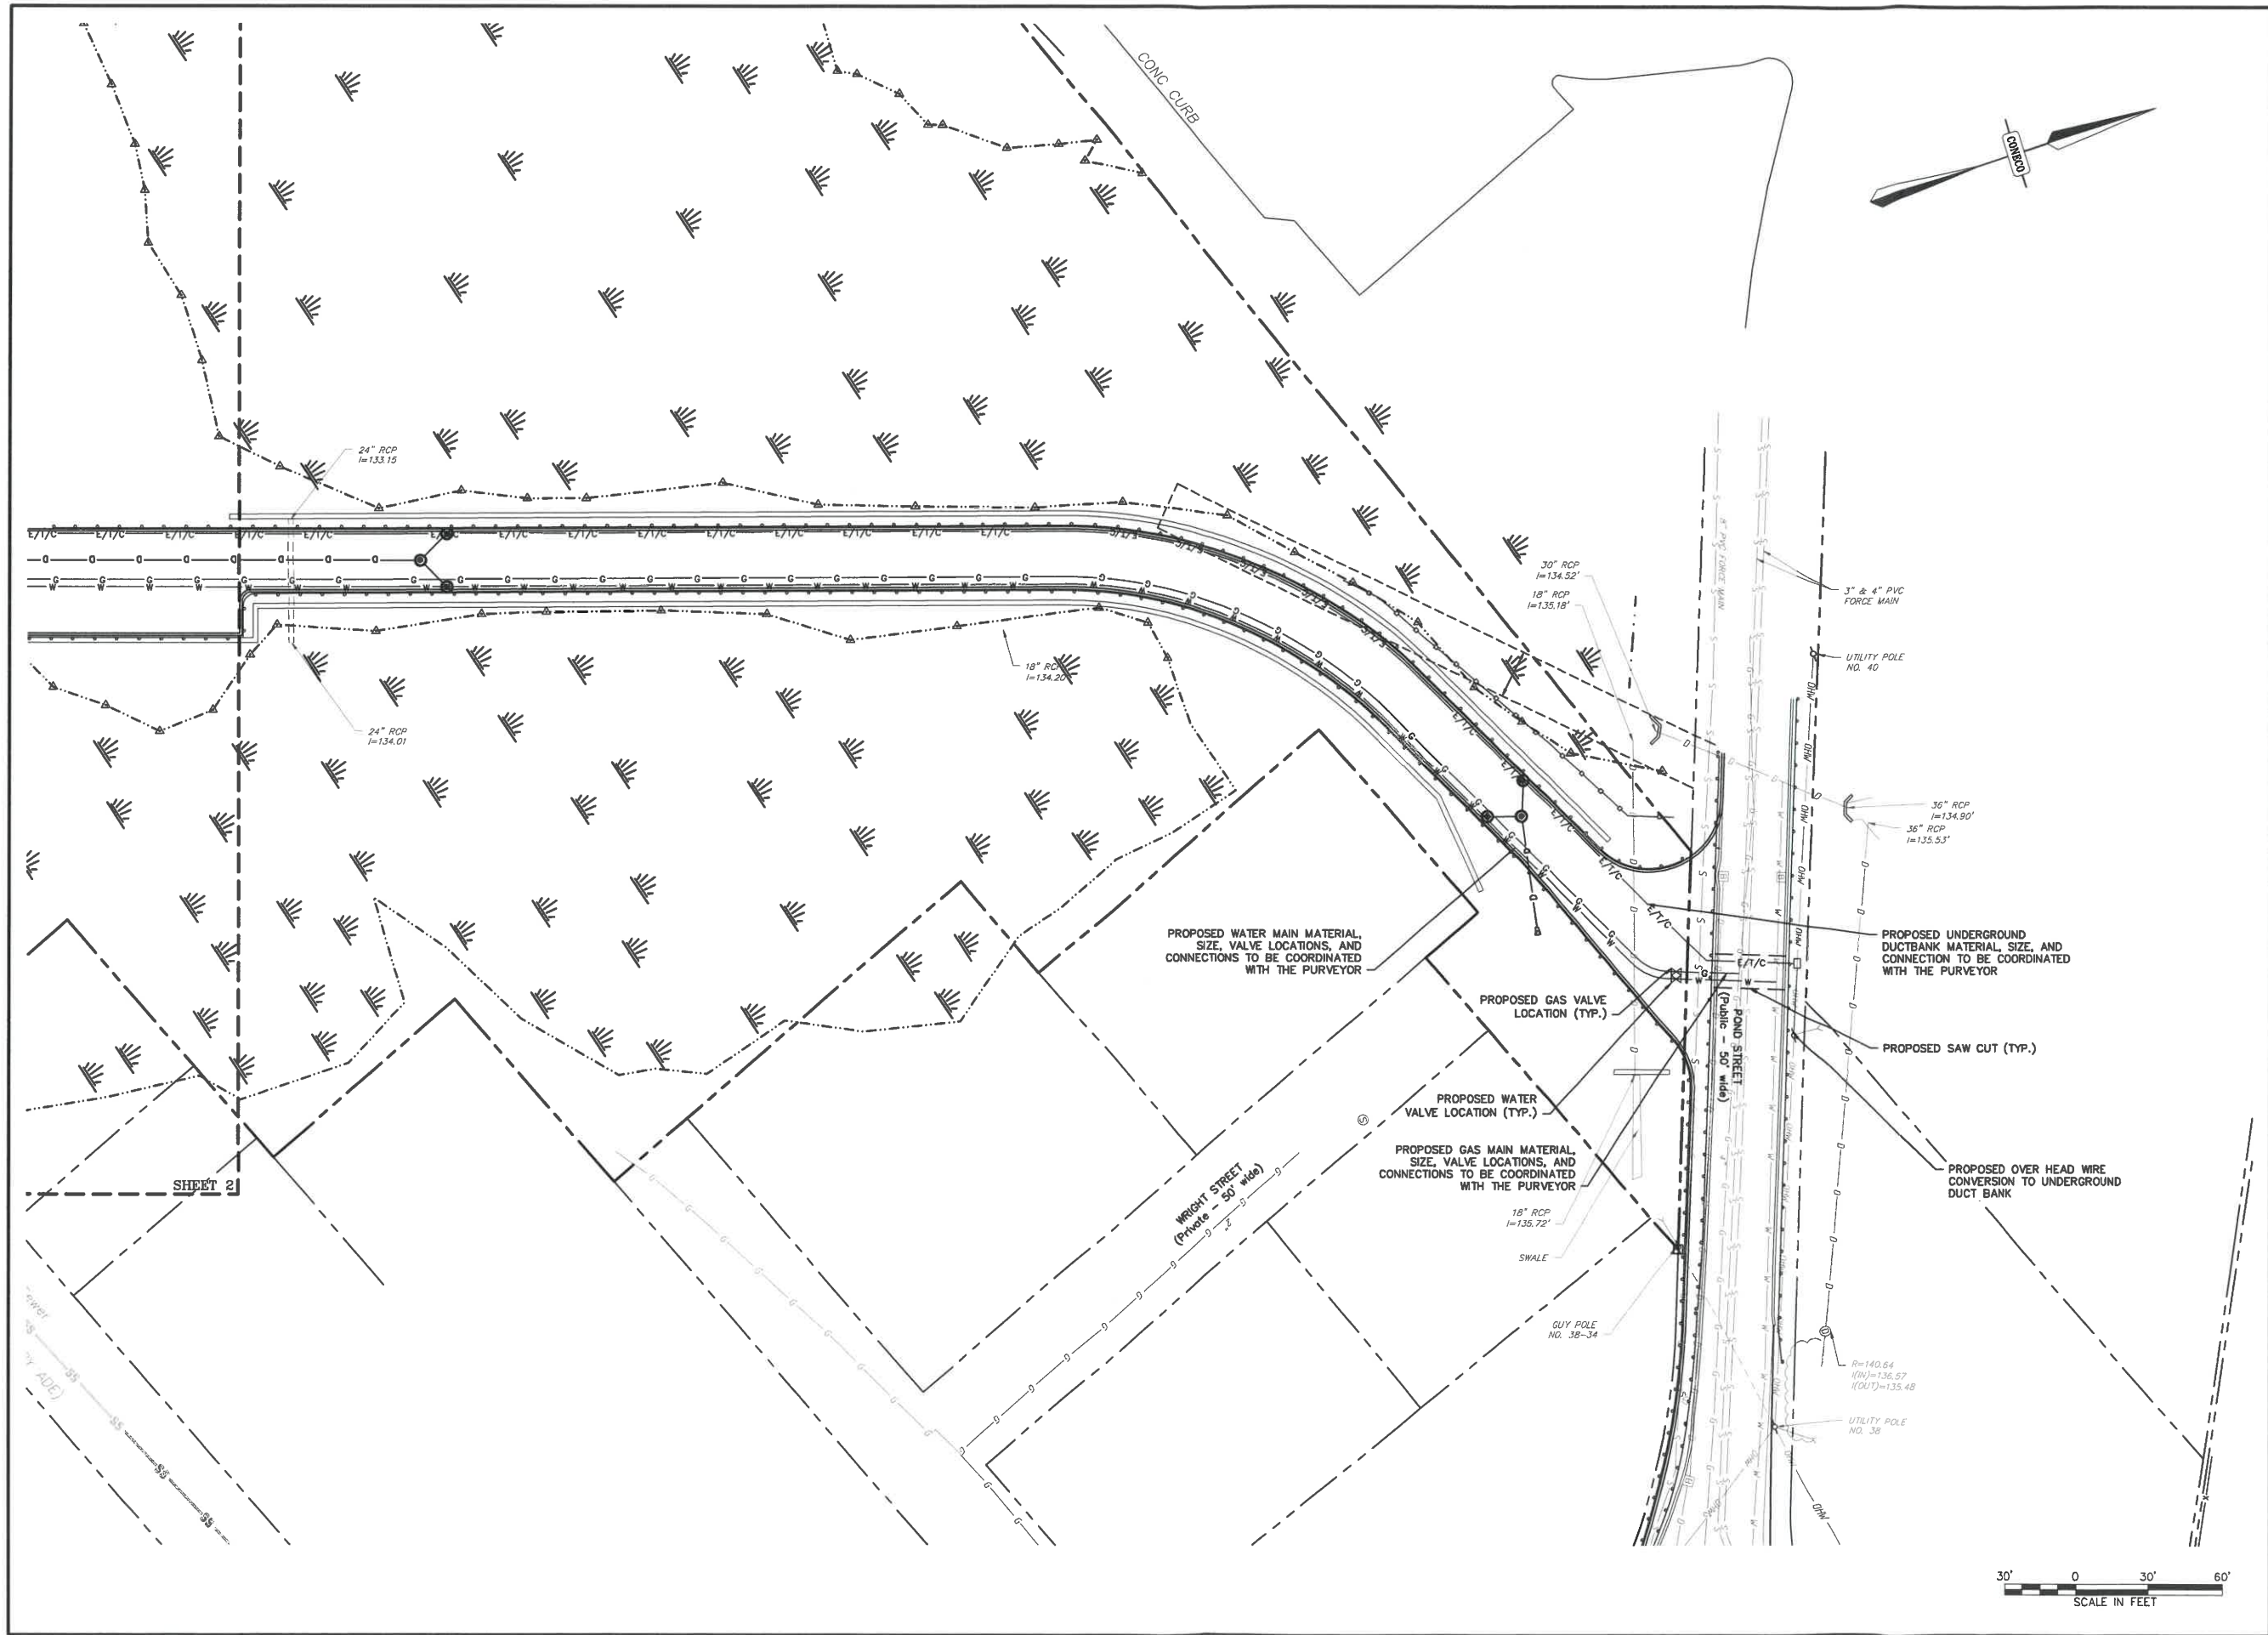 CONC CURB
CONECO
24" RCP
I=133.15
30" RCP
I=134.52'
18" RCP
I=135.18'
8" PVC FORCE MAIN
3" & 4" PVC
FORCE MAIN
UTILITY POLE
NO. 40
18" RCP
I=134.20
24" RCP
I=134.01
36" RCP
I=134.90'
36" RCP
I=135.53'
PROPOSED WATER MAIN MATERIAL,
SIZE, VALVE LOCATIONS, AND
CONNECTIONS TO BE COORDINATED
WITH THE PURVEYOR
PROPOSED UNDERGROUND
DUCTBANK MATERIAL, SIZE, AND
CONNECTION TO BE COORDINATED
WITH THE PURVEYOR
PROPOSED GAS VALVE
LOCATION (TYP.)
POND STREET
(Public - 50' wide)
PROPOSED SAW CUT (TYP.)
PROPOSED WATER
VALVE LOCATION (TYP.)
PROPOSED GAS MAIN MATERIAL,
SIZE, VALVE LOCATIONS, AND
CONNECTIONS TO BE COORDINATED
WITH THE PURVEYOR
PROPOSED OVER HEAD WIRE
CONVERSION TO UNDERGROUND
DUCT BANK
SHEET 2
WRIGHT STREET
(Private - 50' wide)
2"
18" RCP
I=135.72'
SWALE
GUY POLE
NO. 38-34
R=140.64
I(IN)=136.57
I(OUT)=135.48
UTILITY POLE
NO. 38
E/T/C
G
W
D
S
SS
OHW
30' 0 30' 60'
SCALE IN FEET